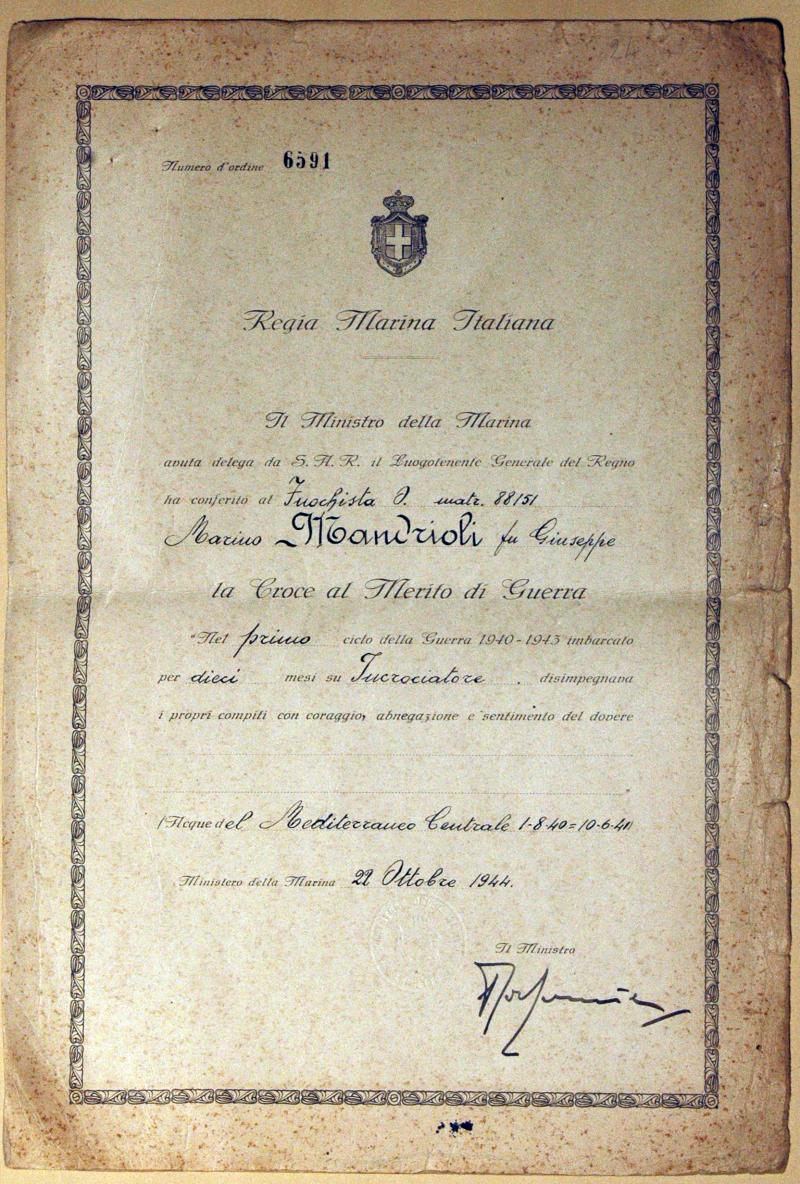 24
Numero d'ordine 6591
Regia Marina Italiana
Il Ministro della Marina
avuta delega da S. A. R. il Luogotenente Generale del Regno
ha conferito al Fuochista O. matr. 88151
Marino Mandrioli fu Giuseppe
la Croce al Merito di Guerra
"Nel primo ciclo della Guerra 1940-1943 imbarcato
per dieci mesi su Incrociatore . disimpegnava
i propri compiti con coraggio, abnegazione e sentimento del dovere
"
(Acque del Mediterraneo Centrale 1-8-40=10-6-41)
Ministero della Marina 22 Ottobre 1944.
Il Ministro